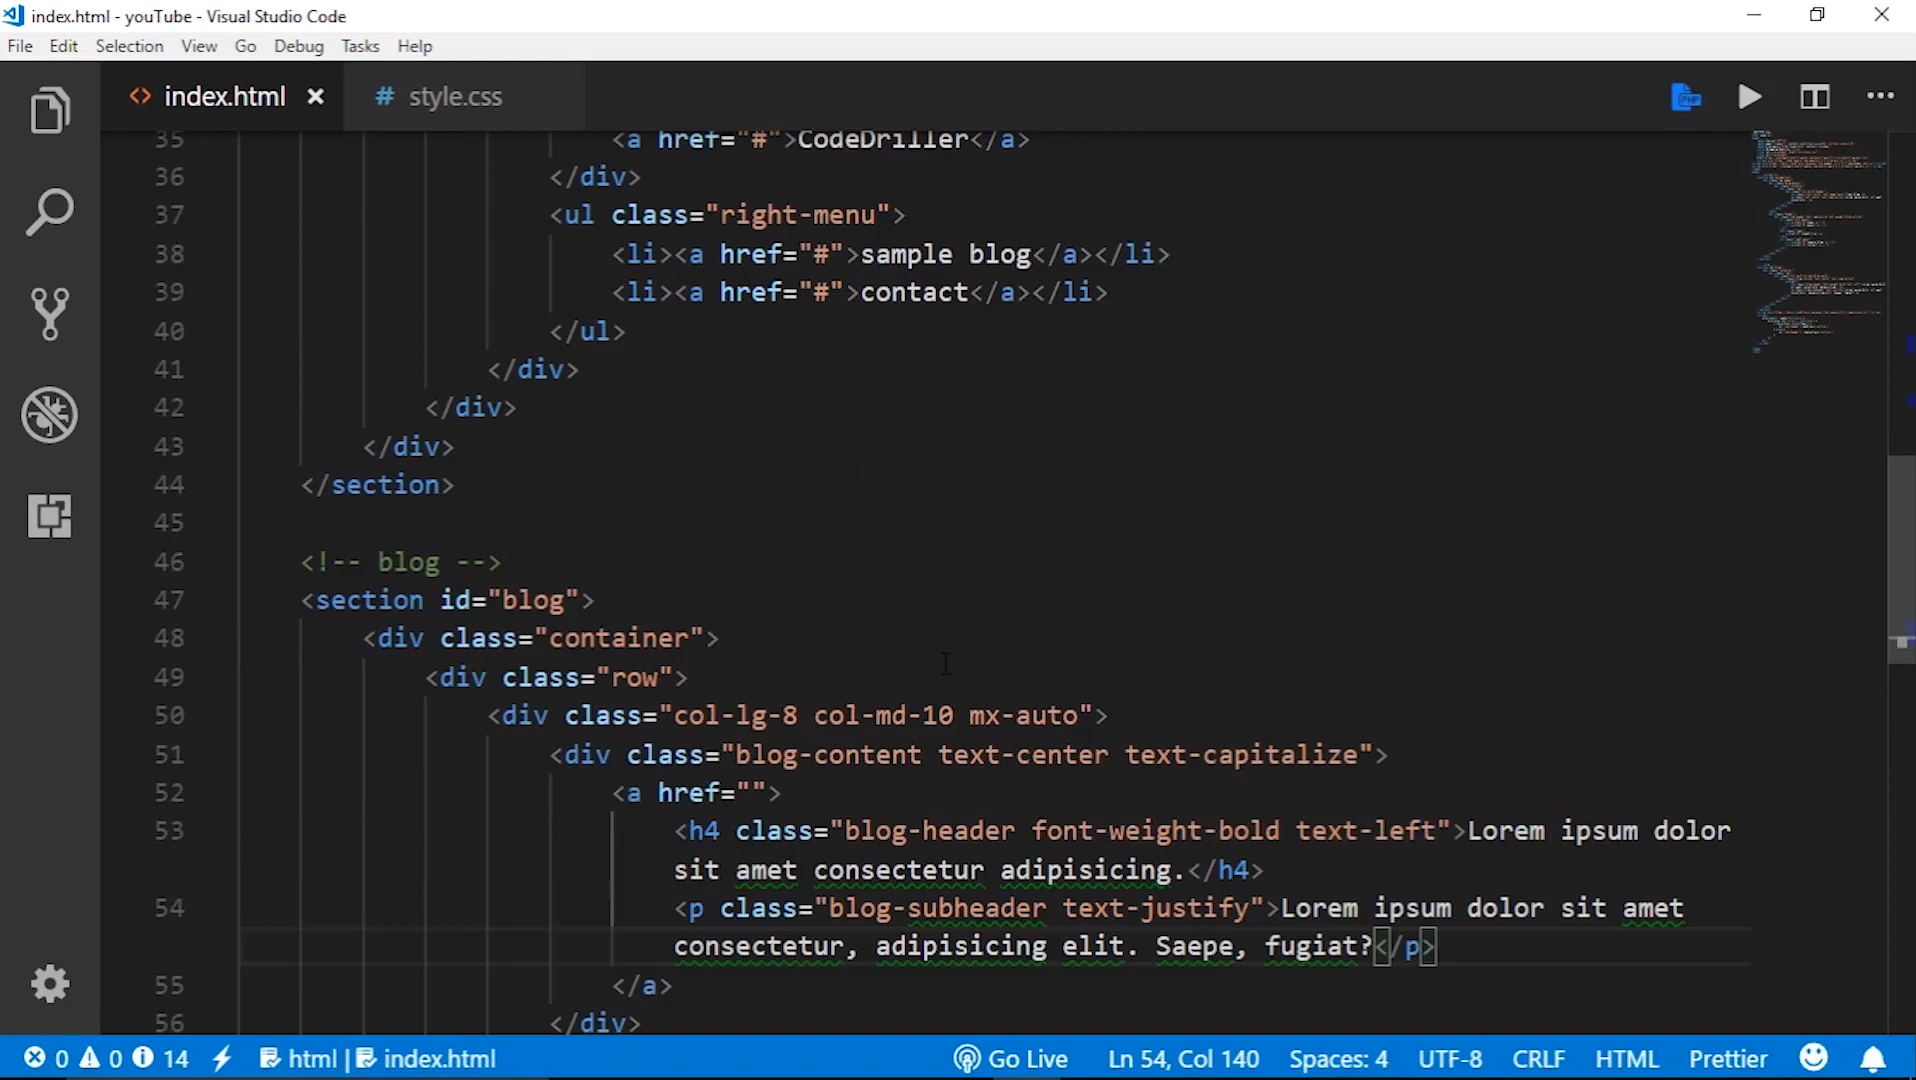 index.html - youTube - Visual Studio Code
File Edit Selection View Go Debug Tasks Help
<> index.html × # style.css
PHP
35 <a href="#">CodeDriller</a>
36 </div>
37 <ul class="right-menu">
38 <li><a href="#">sample blog</a></li>
39 <li><a href="#">contact</a></li>
40 </ul>
41 </div>
42 </div>
43 </div>
44 </section>
45
46 <!-- blog -->
47 <section id="blog">
48 <div class="container">
49 <div class="row">
50 <div class="col-lg-8 col-md-10 mx-auto">
51 <div class="blog-content text-center text-capitalize">
52 <a href="">
53 <h4 class="blog-header font-weight-bold text-left">Lorem ipsum dolor
sit amet consectetur adipisicing.</h4>
54 <p class="blog-subheader text-justify">Lorem ipsum dolor sit amet
consectetur, adipisicing elit. Saepe, fugiat?</p>
55 </a>
56 </div>
0 0 14 html | index.html Go Live Ln 54, Col 140 Spaces: 4 UTF-8 CRLF HTML Prettier